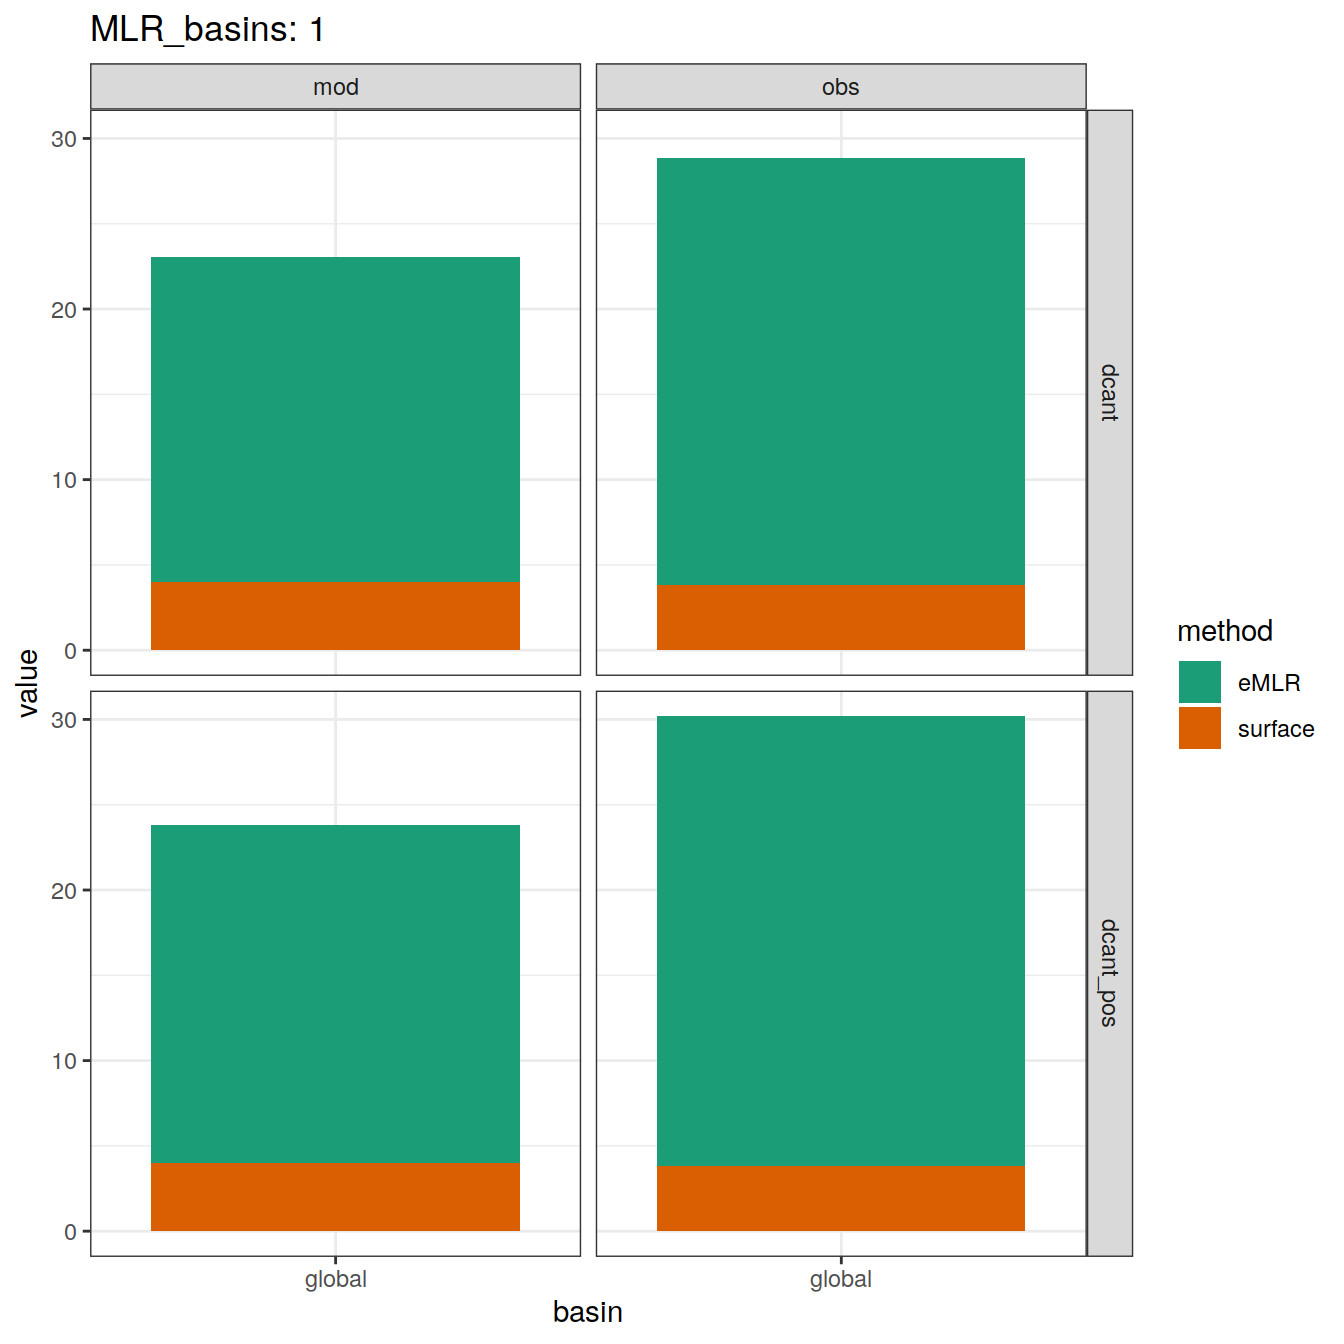 MLR_basins: 1
mod
obs
30
20
10
0
dcant
30
20
10
0
dcant_pos
value
global
global
basin
method
eMLR
surface